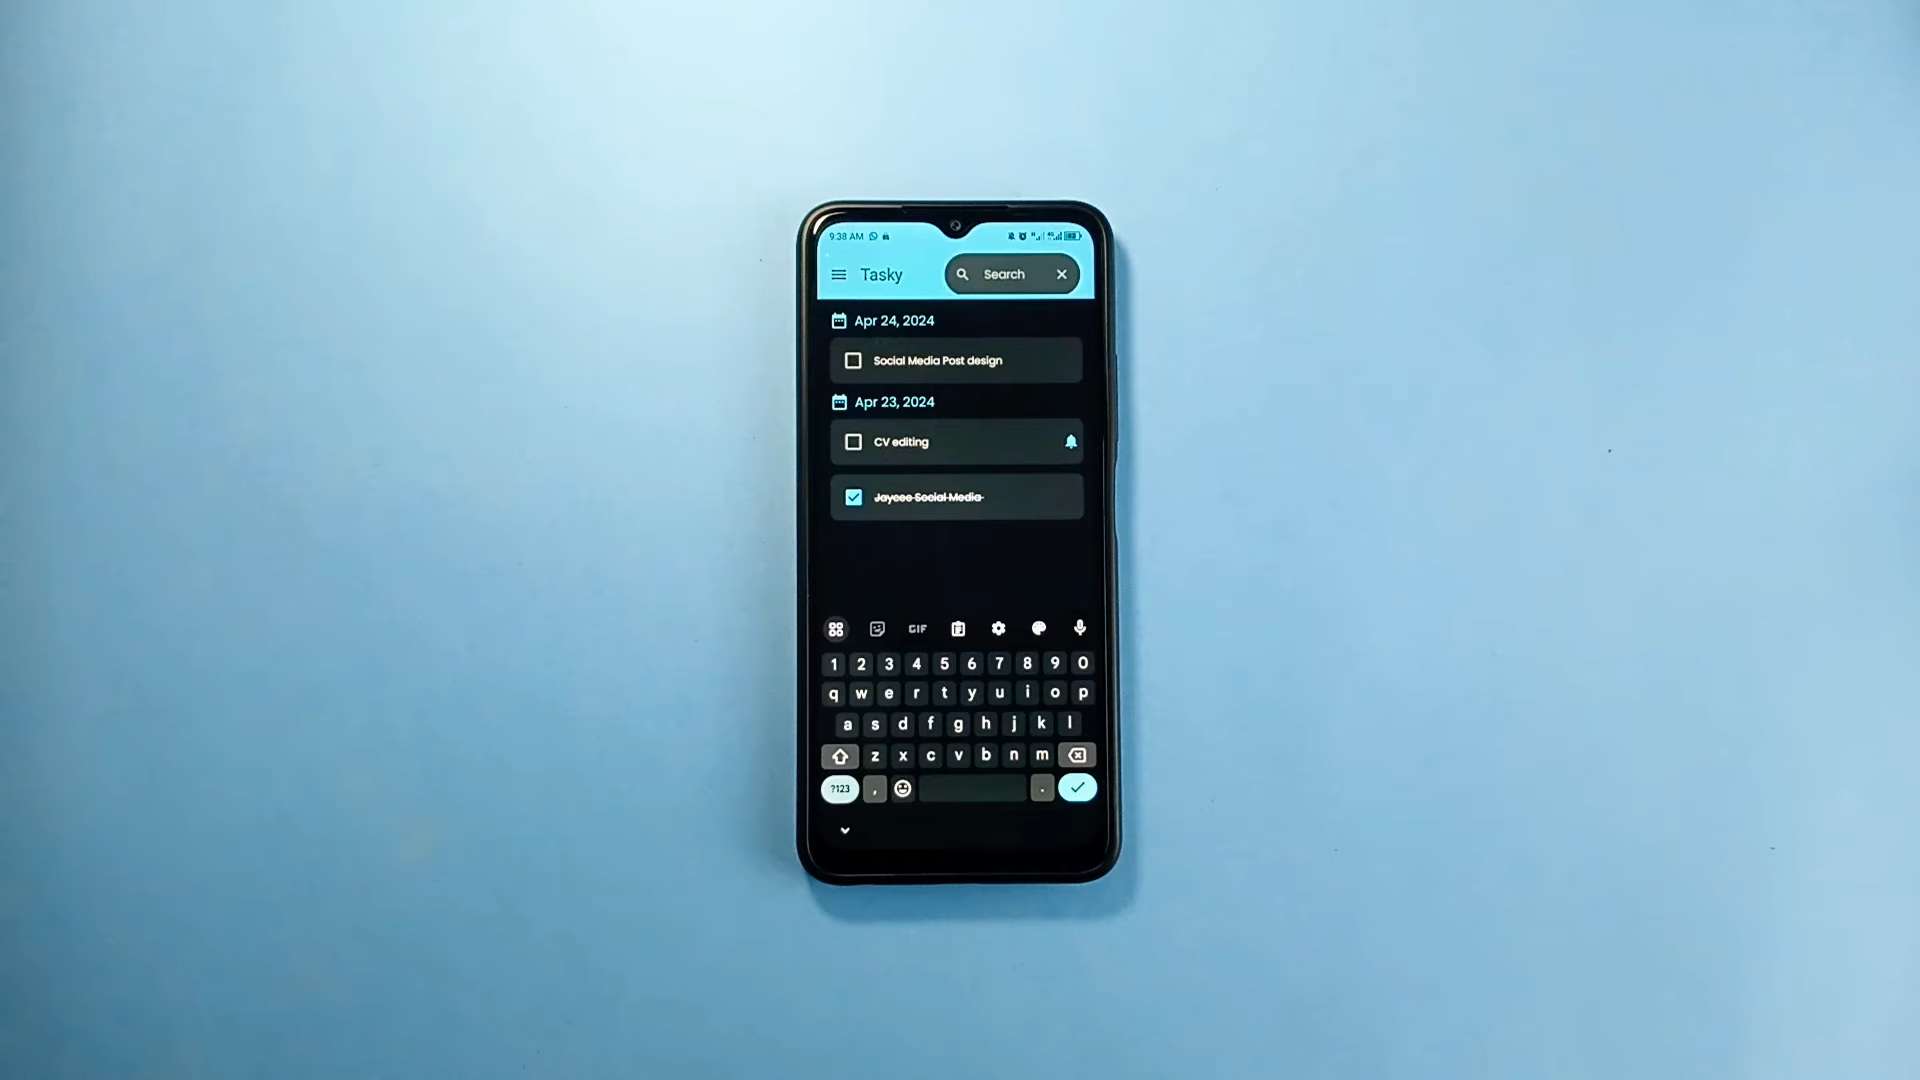 9:38 AM
Tasky
Search
Apr 24, 2024
Social Media Post design
Apr 23, 2024
CV editing
Jaycee Social Media
GIF
1 2 3 4 5 6 7 8 9 0
q w e r t y u i o p
a s d f g h j k l
z x c v b n m
?123 , .